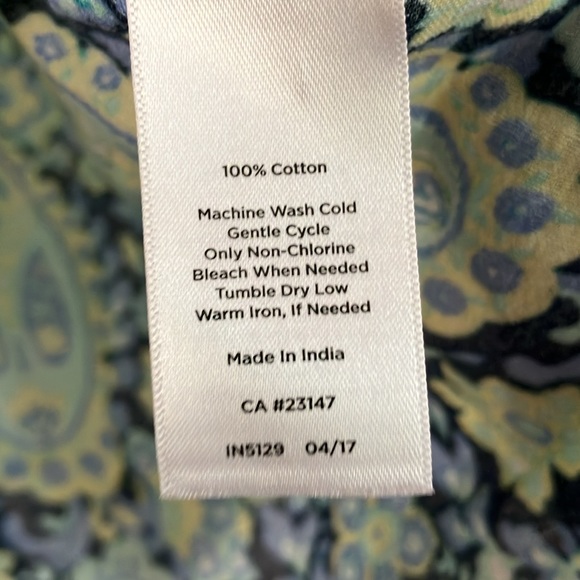 100% Cotton
Machine Wash Cold
Gentle Cycle
Only Non-Chlorine
Bleach When Needed
Tumble Dry Low
Warm Iron, If Needed
Made In India
CA #23147
IN5129 04/17